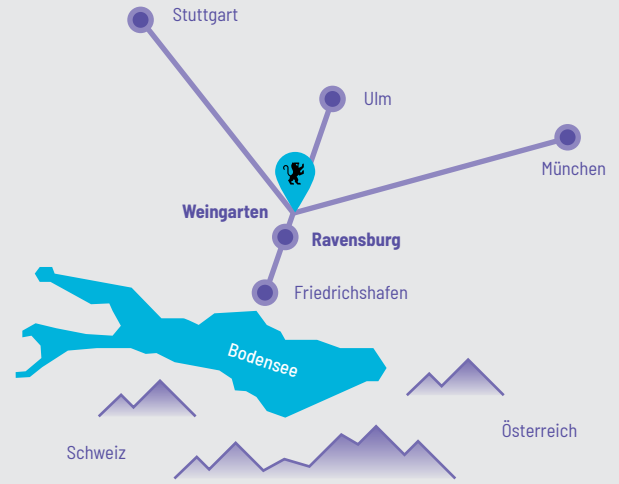 Stuttgart
Ulm
München
Weingarten
Ravensburg
Friedrichshafen
Bodensee
Österreich
Schweiz